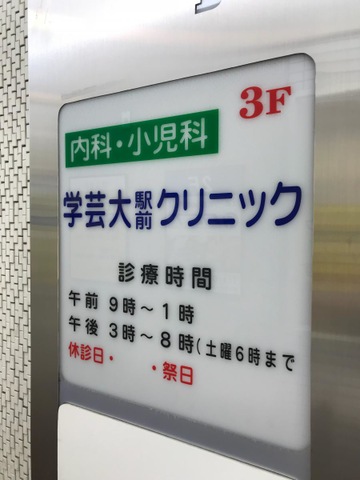 3F
内科・小児科
学芸大駅前クリニック
診療時間
午前 9時～1時
午後 3時～8時(土曜6時まで
休診日・ ・祭日